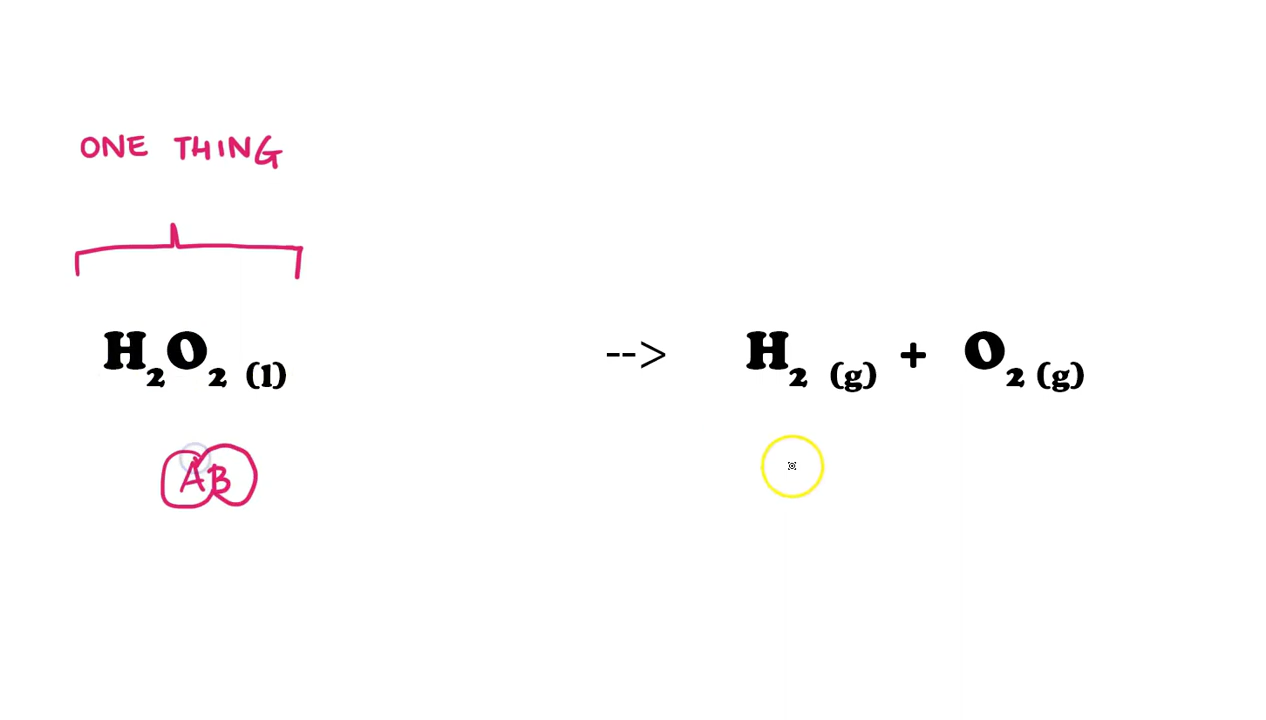 ONE THING
H₂O₂ (l) --> H₂ (g) + O₂ (g)
AB